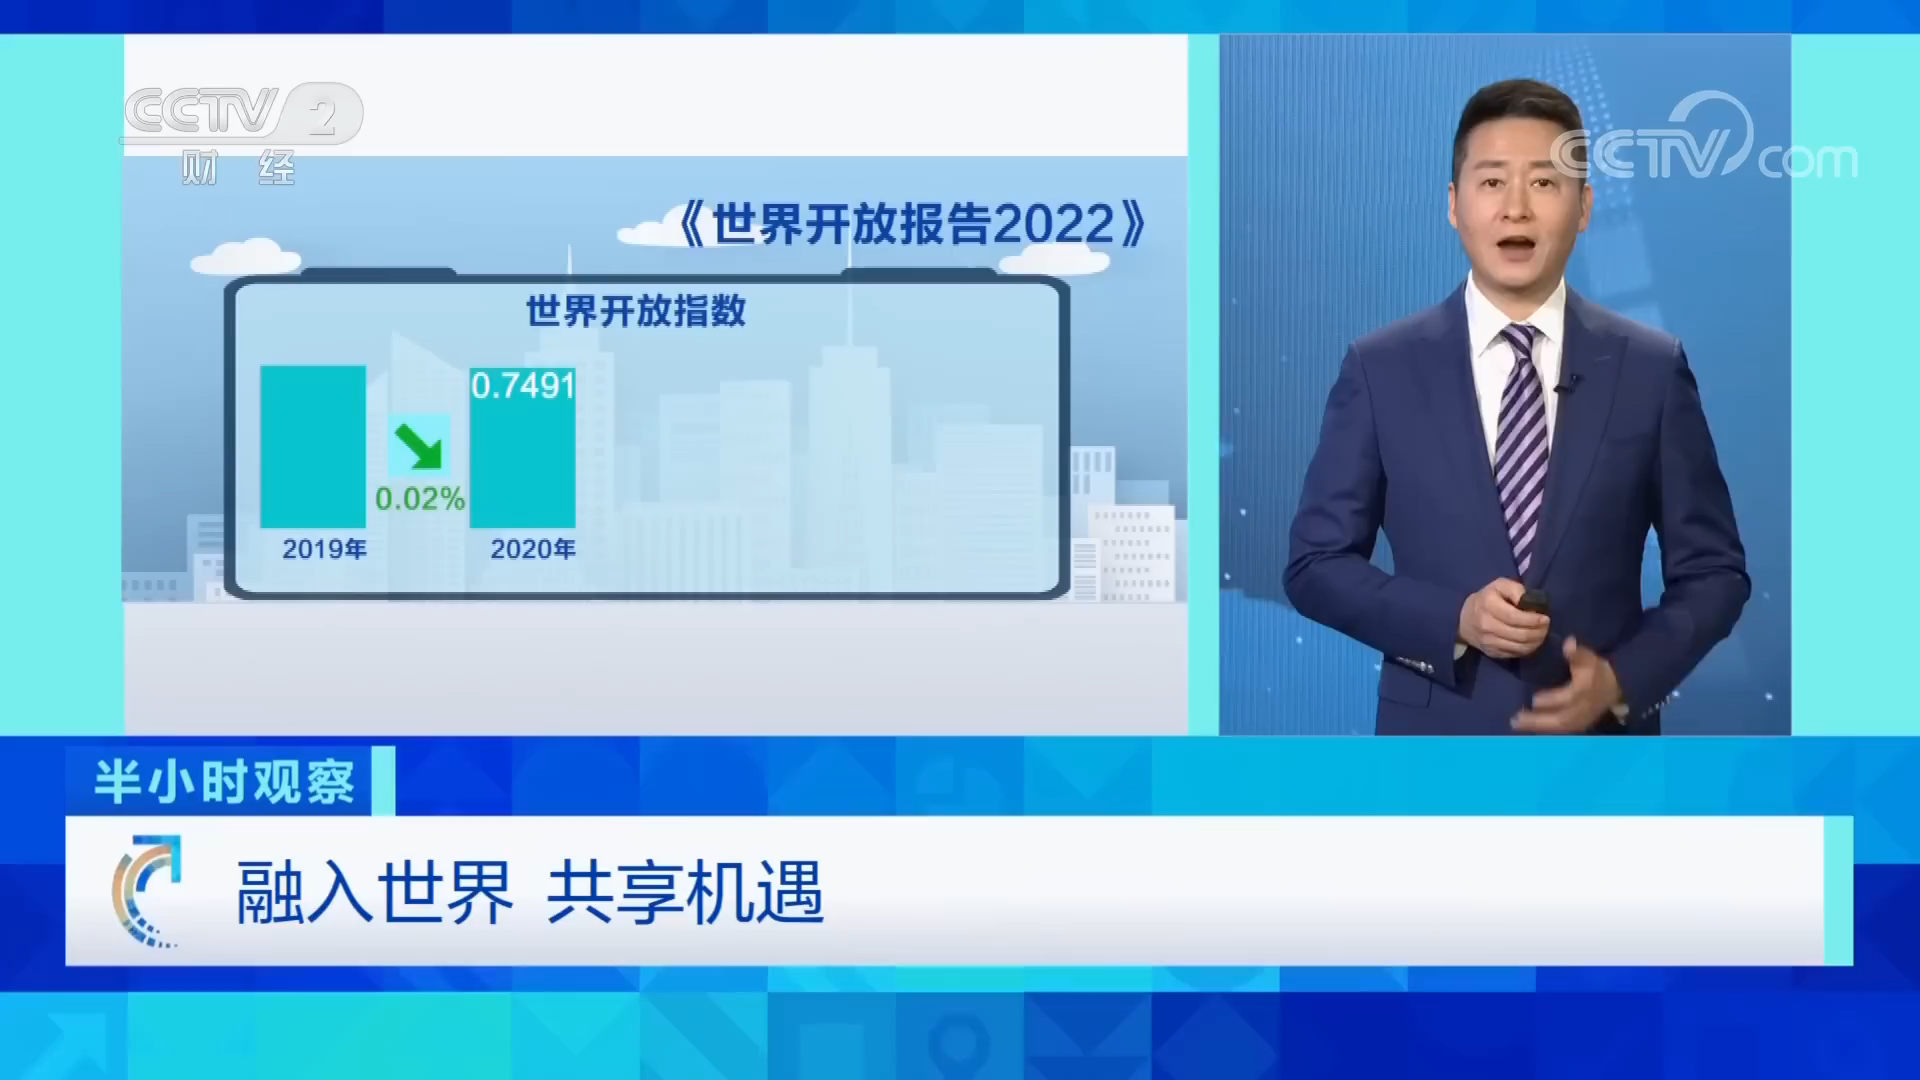 CCTV 2
财 经
CCTV com
《世界开放报告2022》
世界开放指数
0.7491
0.02%
2019年
2020年
半小时观察
融入世界 共享机遇